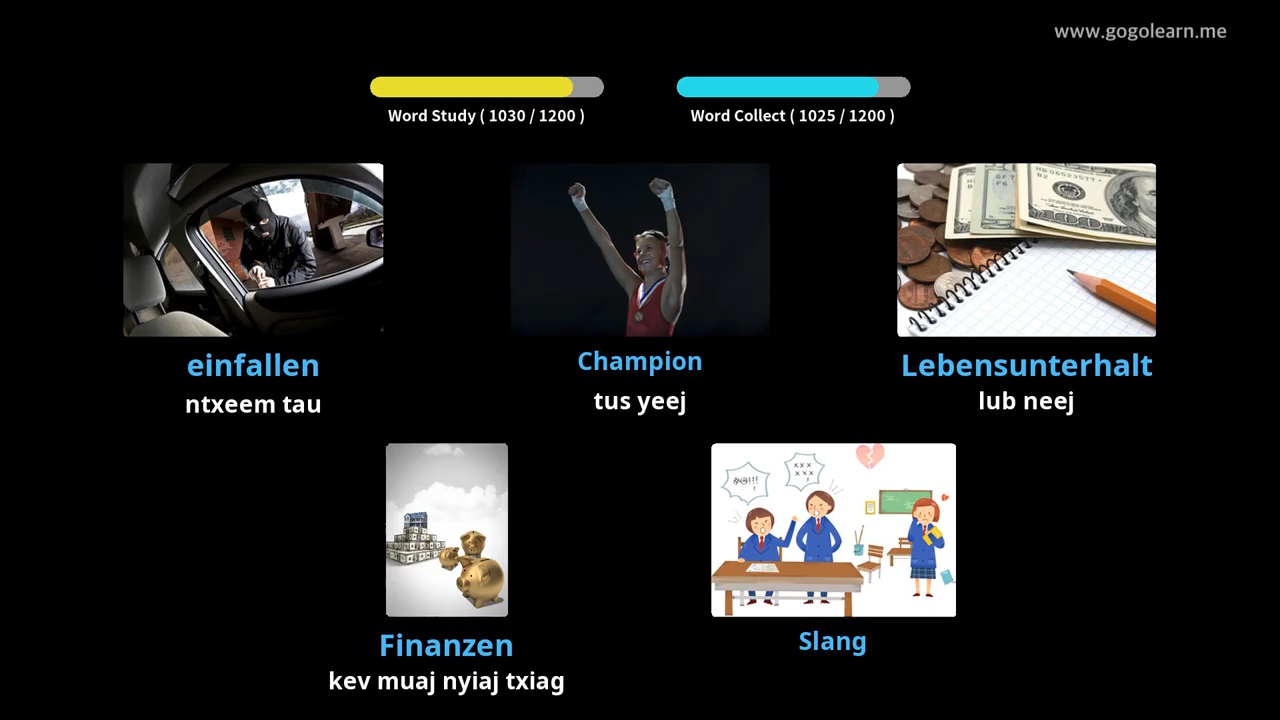 www.gogolearn.me
Word Study ( 1030 / 1200 )
Word Collect ( 1025 / 1200 )
einfallen
ntxeem tau
Champion
tus yeej
Lebensunterhalt
lub neej
Finanzen
kev muaj nyiaj txiag
Slang